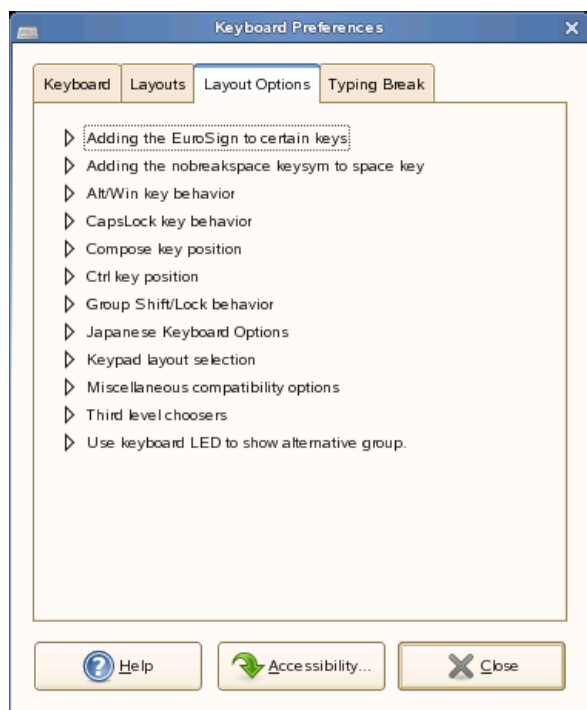 Keyboard Preferences
Keyboard Layouts Layout Options Typing Break
Adding the EuroSign to certain keys
Adding the nobreakspace keysym to space key
Alt/Win key behavior
CapsLock key behavior
Compose key position
Ctrl key position
Group Shift/Lock behavior
Japanese Keyboard Options
Keypad layout selection
Miscellaneous compatibility options
Third level choosers
Use keyboard LED to show alternative group.
Help Accessibility... Close